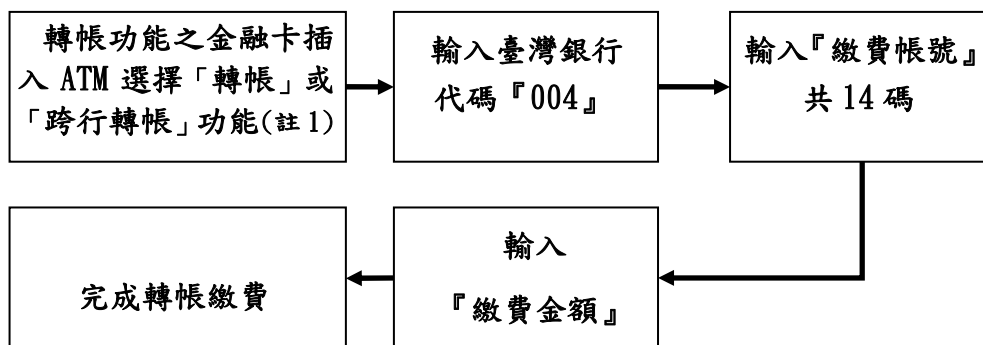 轉帳功能之金融卡插
入 ATM 選擇「轉帳」或
「跨行轉帳」功能(註 1)
輸入臺灣銀行
代碼『004』
輸入『繳費帳號』
共 14 碼
輸入
『繳費金額』
完成轉帳繳費